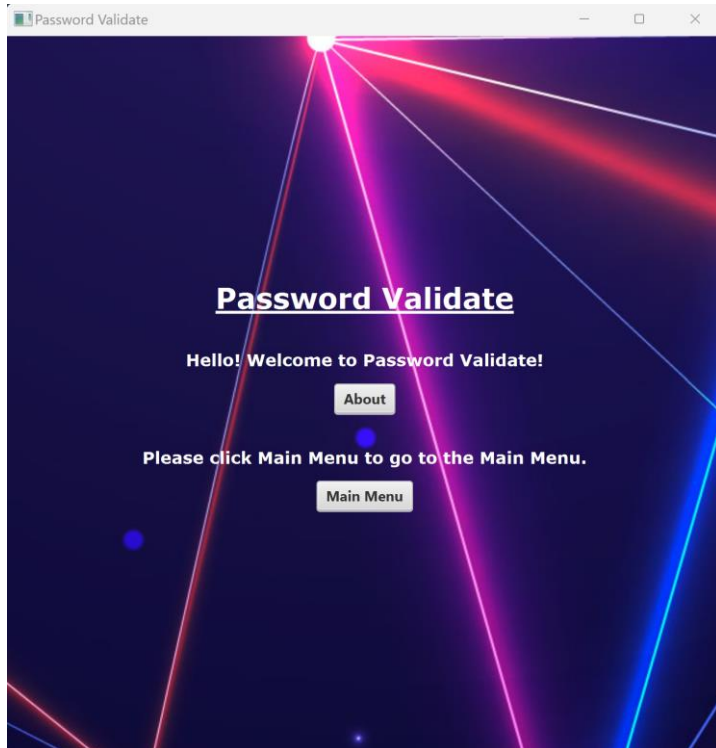 Password Validate
Password Validate
Hello! Welcome to Password Validate!
About
Please click Main Menu to go to the Main Menu.
Main Menu